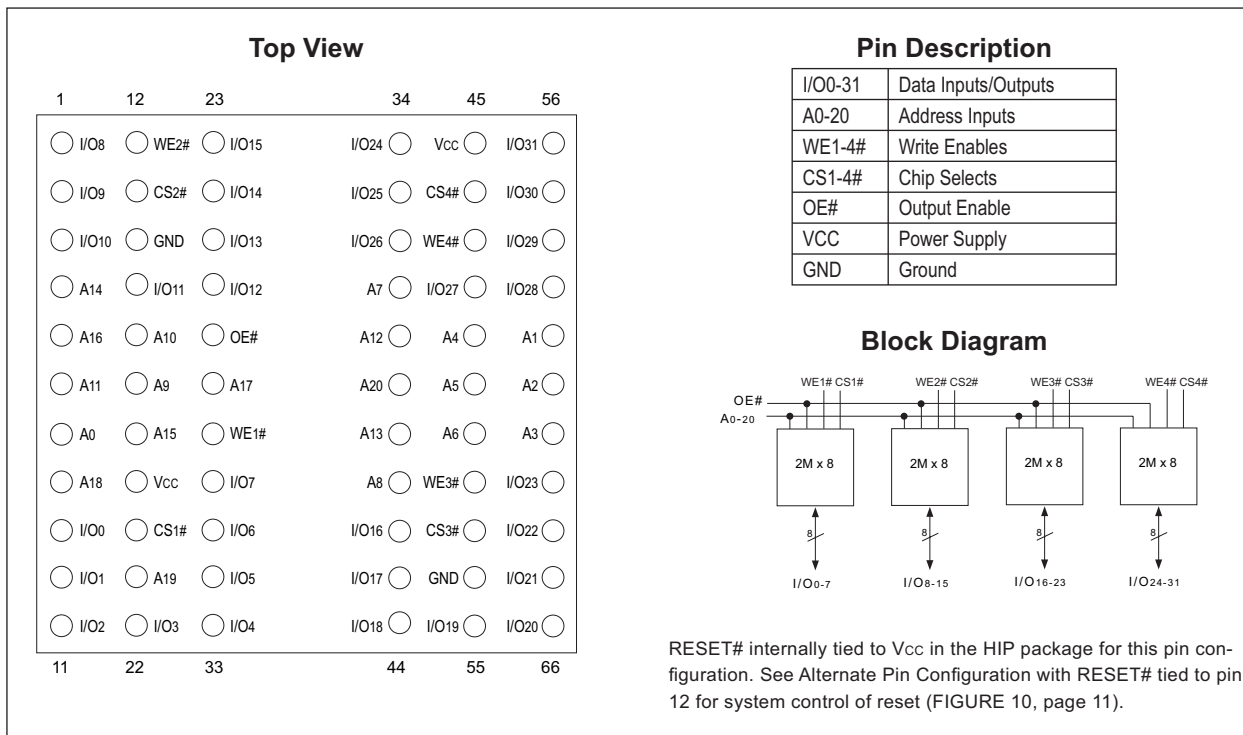 Top View
1 12 23 34 45 56
I/O8 WE2# I/O15 I/O24 Vcc I/O31
I/O9 CS2# I/O14 I/O25 CS4# I/O30
I/O10 GND I/O13 I/O26 WE4# I/O29
A14 I/O11 I/O12 A7 I/O27 I/O28
A16 A10 OE# A12 A4 A1
A11 A9 A17 A20 A5 A2
A0 A15 WE1# A13 A6 A3
A18 Vcc I/O7 A8 WE3# I/O23
I/O0 CS1# I/O6 I/O16 CS3# I/O22
I/O1 A19 I/O5 I/O17 GND I/O21
I/O2 I/O3 I/O4 I/O18 I/O19 I/O20
11 22 33 44 55 66
Pin Description
I/O0-31 Data Inputs/Outputs
A0-20 Address Inputs
WE1-4# Write Enables
CS1-4# Chip Selects
OE# Output Enable
VCC Power Supply
GND Ground
Block Diagram
WE1# CS1# WE2# CS2# WE3# CS3# WE4# CS4#
OE#
A0-20
2M x 8 2M x 8 2M x 8 2M x 8
8 8 8 8
I/O0-7 I/O8-15 I/O16-23 I/O24-31
RESET# internally tied to Vcc in the HIP package for this pin con-
figuration. See Alternate Pin Configuration with RESET# tied to pin
12 for system control of reset (FIGURE 10, page 11).